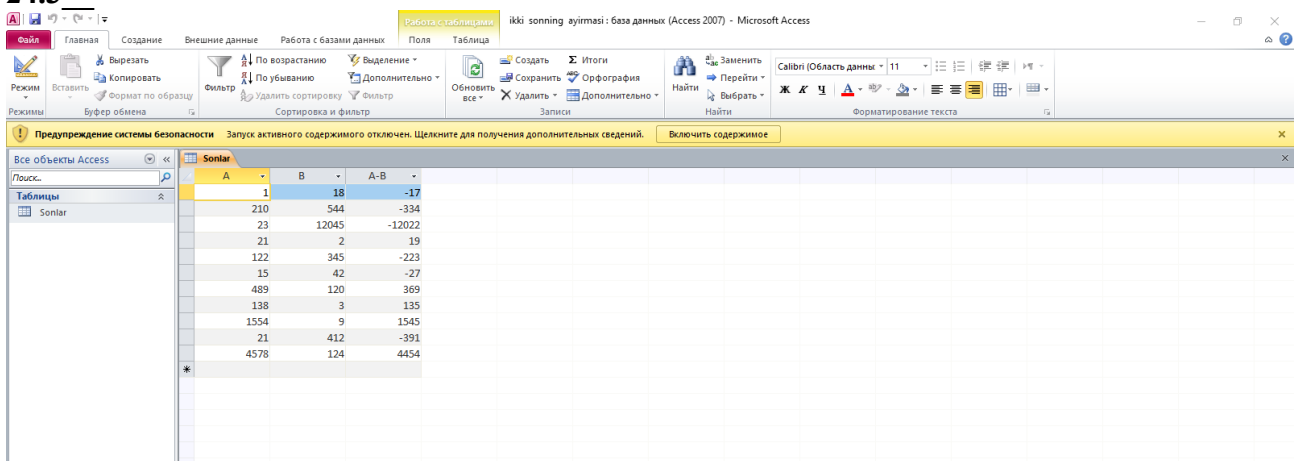 ikki sonning ayirmasi : база данных (Access 2007) - Microsoft Access
Работа с таблицами
Файл Главная Создание Внешние данные Работа с базами данных Поля Таблица
Режим
Режимы
Вставить
Вырезать
Копировать
Формат по образцу
Буфер обмена
Фильтр
По возрастанию
По убыванию
Удалить сортировку
Выделение
Дополнительно
Фильтр
Сортировка и фильтр
Обновить все
Создать
Сохранить
Удалить
Σ Итоги
Орфография
Дополнительно
Записи
Найти
Заменить
Перейти
Выбрать
Найти
Calibri (Область данны 11
Ж К Ч А
Форматирование текста
Предупреждение системы безопасности Запуск активного содержимого отключен. Щелкните для получения дополнительных сведений. Включить содержимое
Все объекты Access
Поиск...
Таблицы
Sonlar
Sonlar
A B A-B
1 18 -17
210 544 -334
23 12045 -12022
21 2 19
122 345 -223
15 42 -27
489 120 369
138 3 135
1554 9 1545
21 412 -391
4578 124 4454